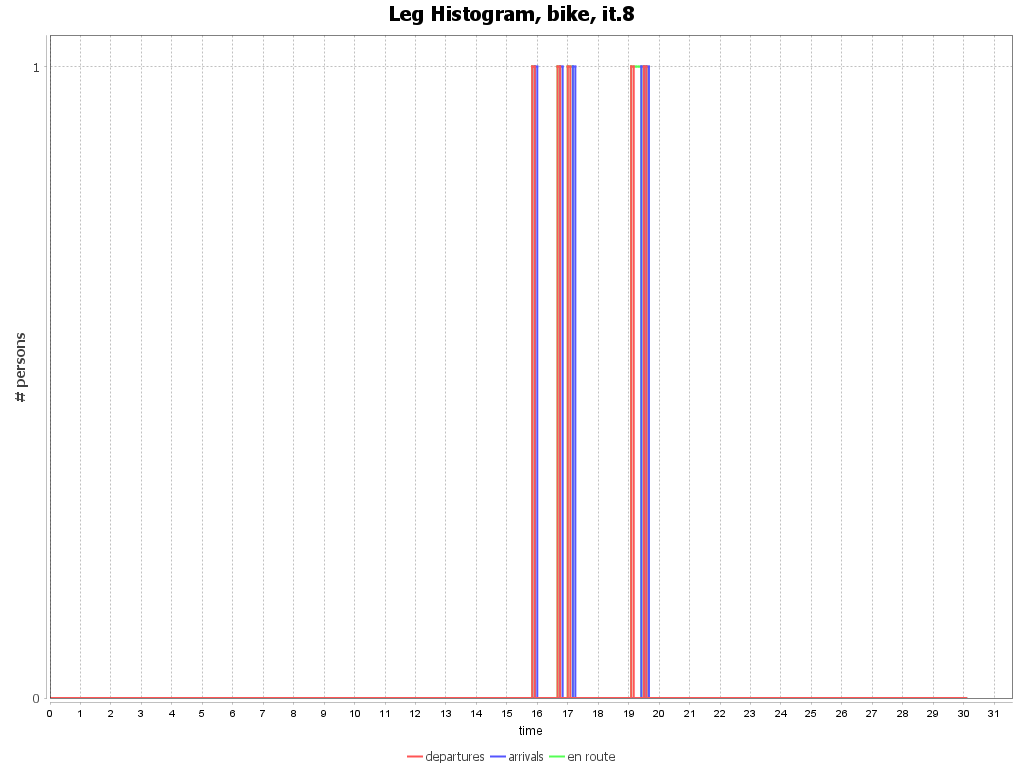 Leg Histogram, bike, it.8
# persons
1
0
0 1 2 3 4 5 6 7 8 9 10 11 12 13 14 15 16 17 18 19 20 21 22 23 24 25 26 27 28 29 30 31
time
departures arrivals en route